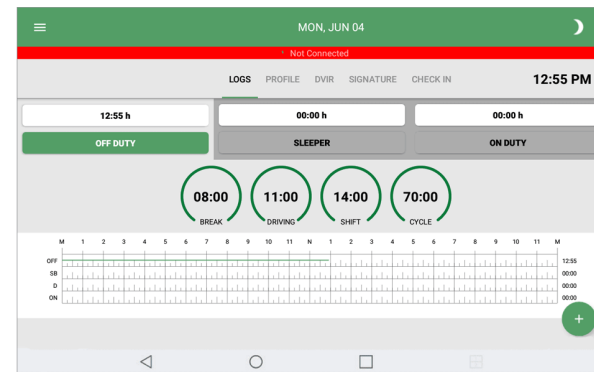 MON, JUN 04
* Not Connected
LOGS PROFILE DVIR SIGNATURE CHECK IN 12:55 PM
12:55 h 00:00 h 00:00 h
OFF DUTY SLEEPER ON DUTY
08:00 11:00 14:00 70:00
BREAK DRIVING SHIFT CYCLE
M 1 2 3 4 5 6 7 8 9 10 11 N 1 2 3 4 5 6 7 8 9 10 11 M
OFF 12:55
SB 00:00
D 00:00
ON 00:00
+